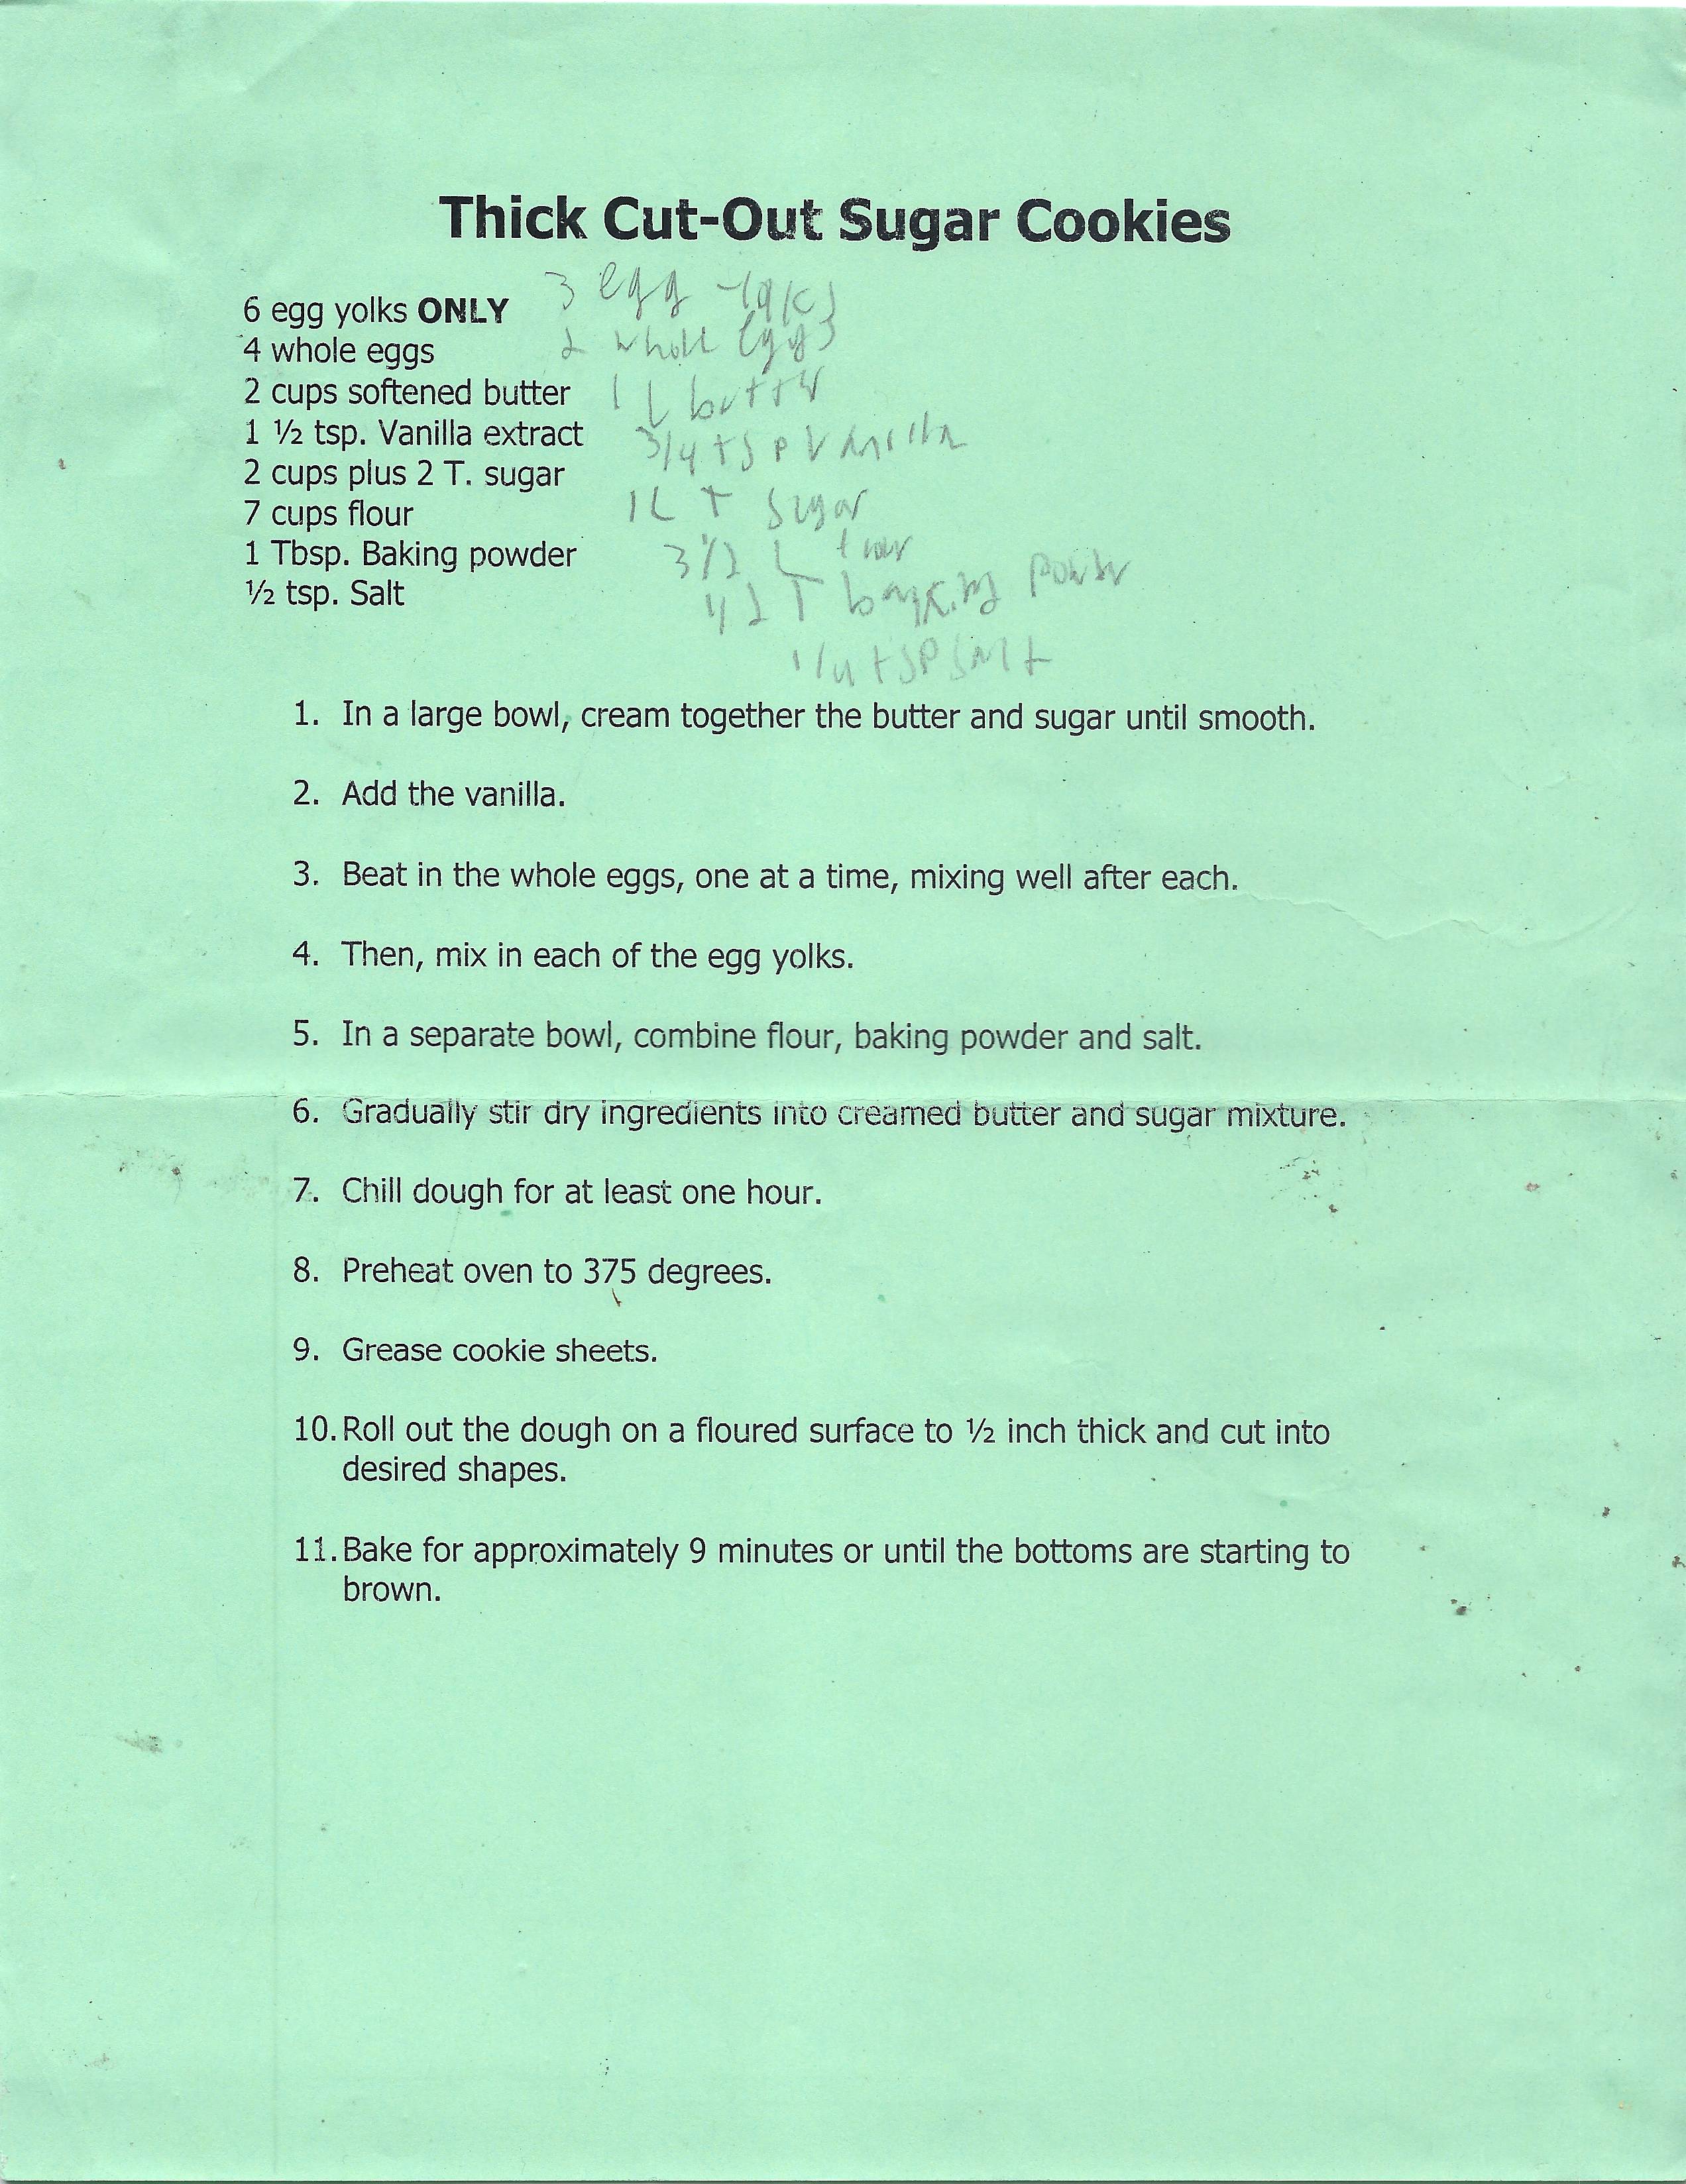 Thick Cut-Out Sugar Cookies
6 egg yolks ONLY
3 egg
4 whole eggs
2 whole eggs
2 cups softened butter
1 C butter
1 ½ tsp. Vanilla extract
3/4 tsp vanilla
2 cups plus 2 T. sugar
1 C T sugar
7 cups flour
3 1/2 C
1 Tbsp. Baking powder
1/2 T powder
½ tsp. Salt
1/4 tsp salt
1. In a large bowl, cream together the butter and sugar until smooth.
2. Add the vanilla.
3. Beat in the whole eggs, one at a time, mixing well after each.
4. Then, mix in each of the egg yolks.
5. In a separate bowl, combine flour, baking powder and salt.
6. Gradually stir dry ingredients into creamed butter and sugar mixture.
7. Chill dough for at least one hour.
8. Preheat oven to 375 degrees.
9. Grease cookie sheets.
10. Roll out the dough on a floured surface to ½ inch thick and cut into
desired shapes.
11. Bake for approximately 9 minutes or until the bottoms are starting to
brown.